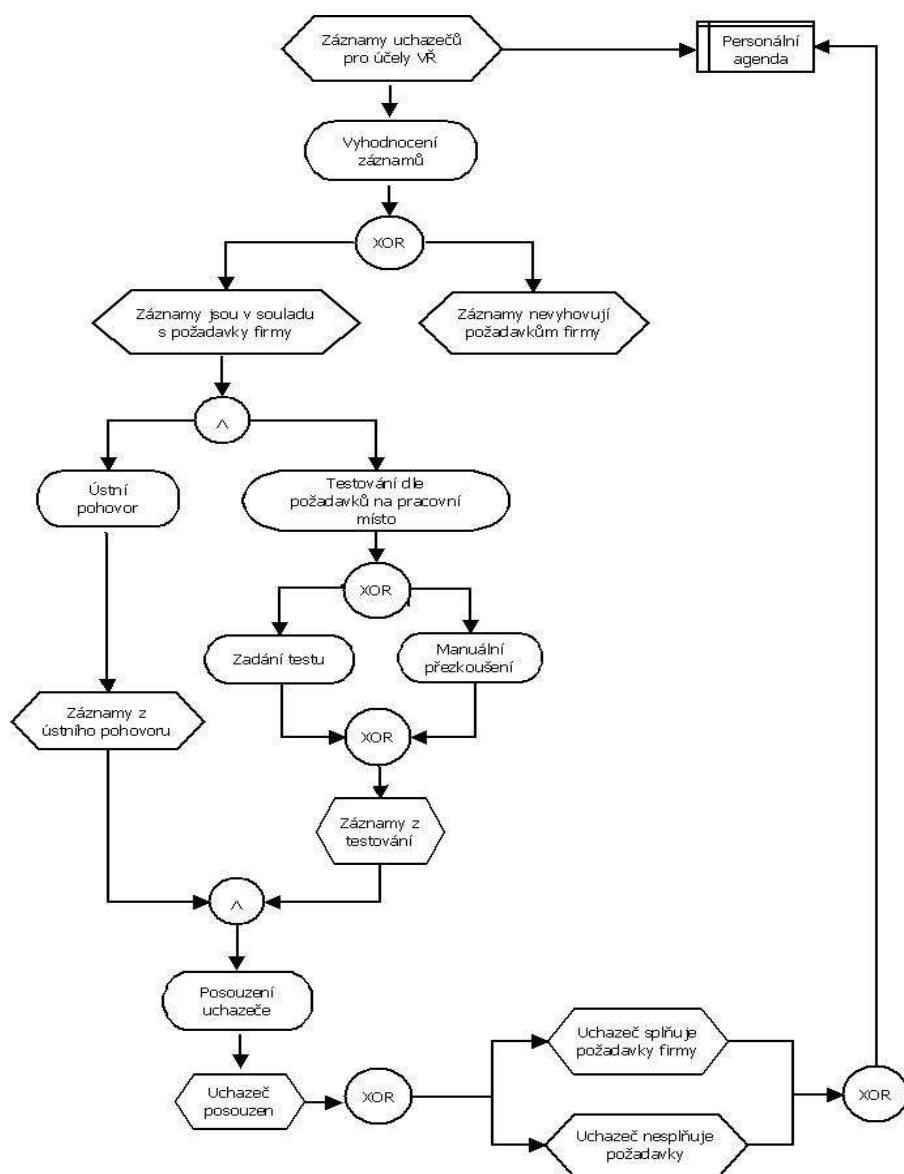 Záznamy uchazečů
pro účely VŘ
Personální
agenda
Vyhodnocení
záznamů
XOR
Záznamy jsou v souladu
s požadavky firmy
Záznamy nevyhovují
požadavkům firmy
^
Ústní
pohovor
Testování dle
požadavků na pracovní
místo
XOR
Zadání testu
Manuální
přezkoušení
Záznamy z
ústního pohovoru
XOR
Záznamy z
testování
^
Posouzení
uchazeče
Uchazeč splňuje
požadavky firmy
Uchazeč
posouzen
XOR
XOR
Uchazeč nesplňuje
požadavky